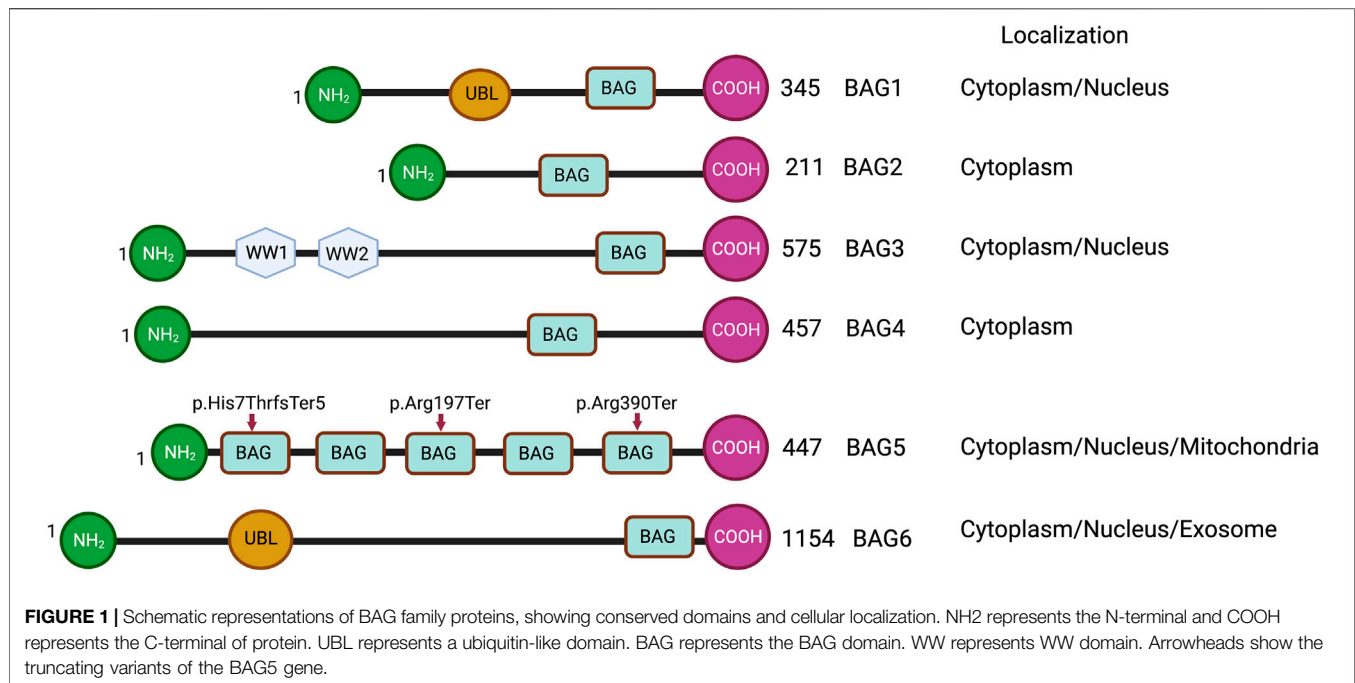 Localization
1 NH2 UBL BAG COOH 345 BAG1 Cytoplasm/Nucleus
1 NH2 BAG COOH 211 BAG2 Cytoplasm
1 NH2 WW1 WW2 BAG COOH 575 BAG3 Cytoplasm/Nucleus
1 NH2 BAG COOH 457 BAG4 Cytoplasm
p.His7ThrfsTer5 p.Arg197Ter p.Arg390Ter
1 NH2 BAG BAG BAG BAG BAG COOH 447 BAG5 Cytoplasm/Nucleus/Mitochondria
1 NH2 UBL BAG COOH 1154 BAG6 Cytoplasm/Nucleus/Exosome
FIGURE 1 | Schematic representations of BAG family proteins, showing conserved domains and cellular localization. NH2 represents the N-terminal and COOH
represents the C-terminal of protein. UBL represents a ubiquitin-like domain. BAG represents the BAG domain. WW represents WW domain. Arrowheads show the
truncating variants of the BAG5 gene.